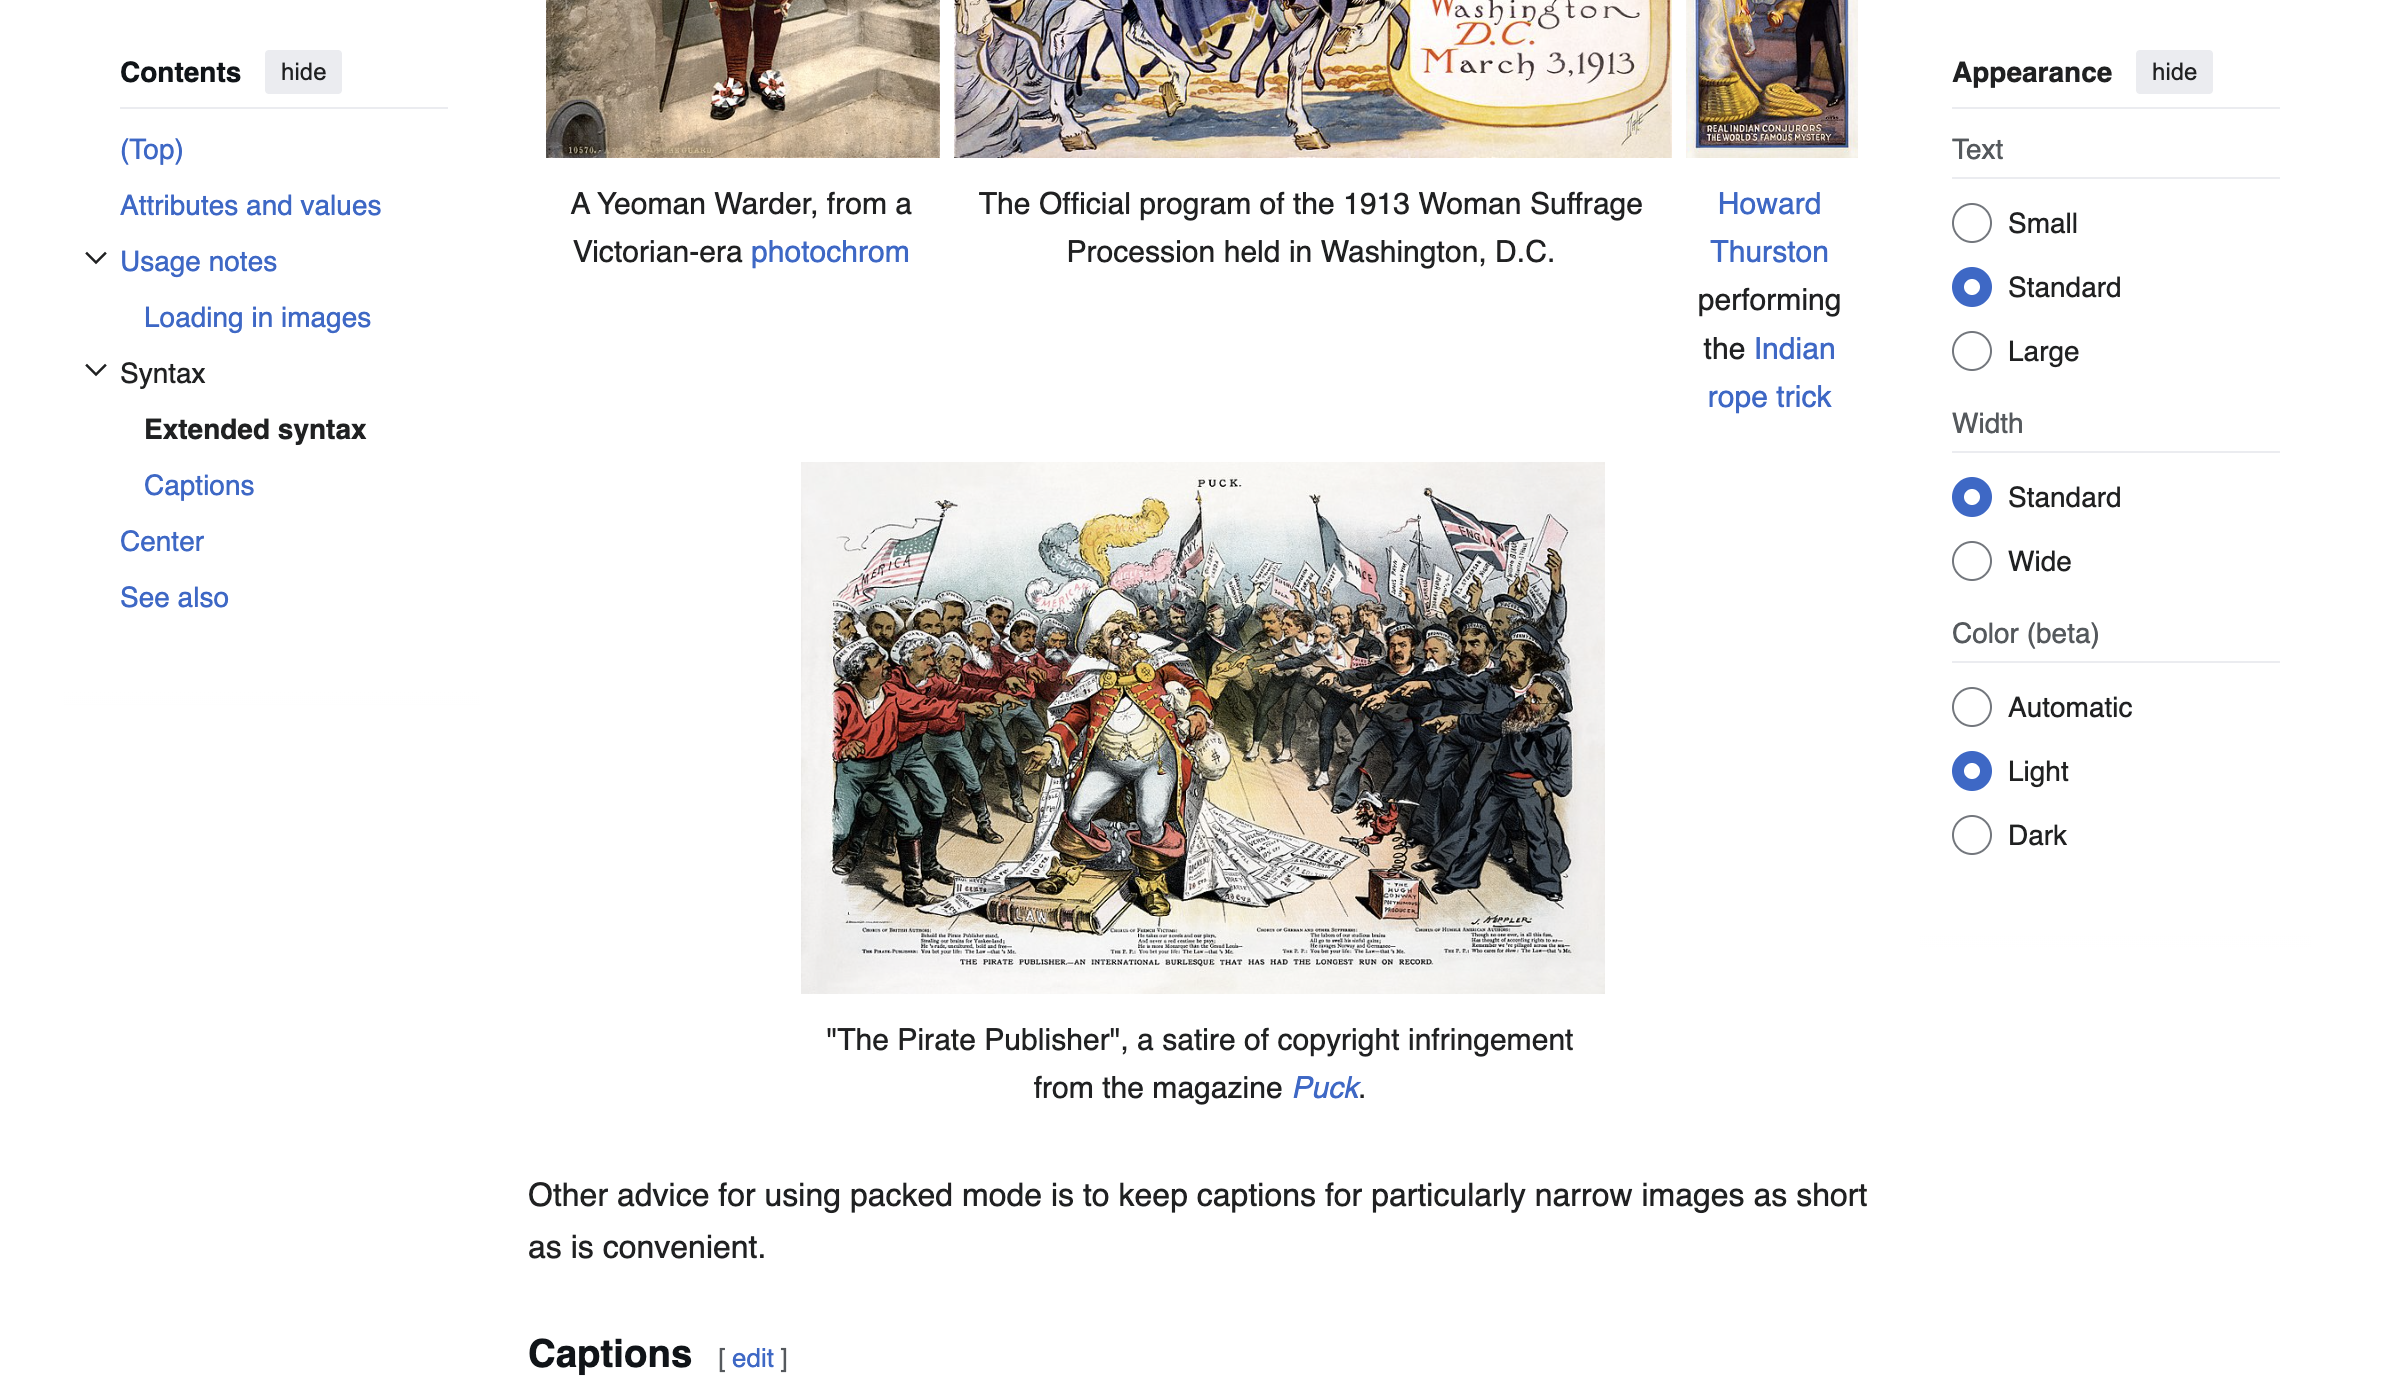 Contents
hide
(Top)
Attributes and values
Usage notes
Loading in images
Syntax
Extended syntax
Captions
Center
See also
Washington
D.C.
March 3,1913
REAL INDIAN CONJURORS
THE WORLD'S FAMOUS MYSTERY
10570.
A Yeoman Warder, from a
Victorian-era photochrom
The Official program of the 1913 Woman Suffrage
Procession held in Washington, D.C.
Howard
Thurston
performing
the Indian
rope trick
PUCK.
AMERICA
ENGLAND
LAW
THE
HUGH
CONWAY
PRODUCER
J. KEPPLER.
THE PIRATE PUBLISHER.—AN INTERNATIONAL BURLESQUE THAT HAS HAD THE LONGEST RUN ON RECORD.
"The Pirate Publisher", a satire of copyright infringement
from the magazine Puck.
Other advice for using packed mode is to keep captions for particularly narrow images as short
as is convenient.
Captions [ edit ]
Appearance
hide
Text
Small
Standard
Large
Width
Standard
Wide
Color (beta)
Automatic
Light
Dark